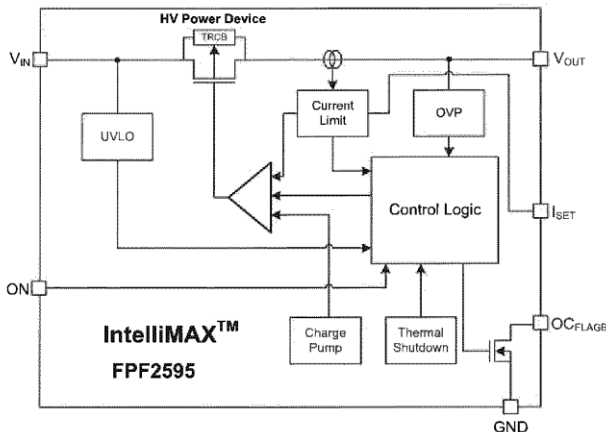 HV Power Device
TRCB
VIN
VOUT
Current
Limit
OVP
UVLO
Control Logic
ISET
ON
IntelliMAX™
FPF2595
Charge
Pump
Thermal
Shutdown
OCFLAGB
GND